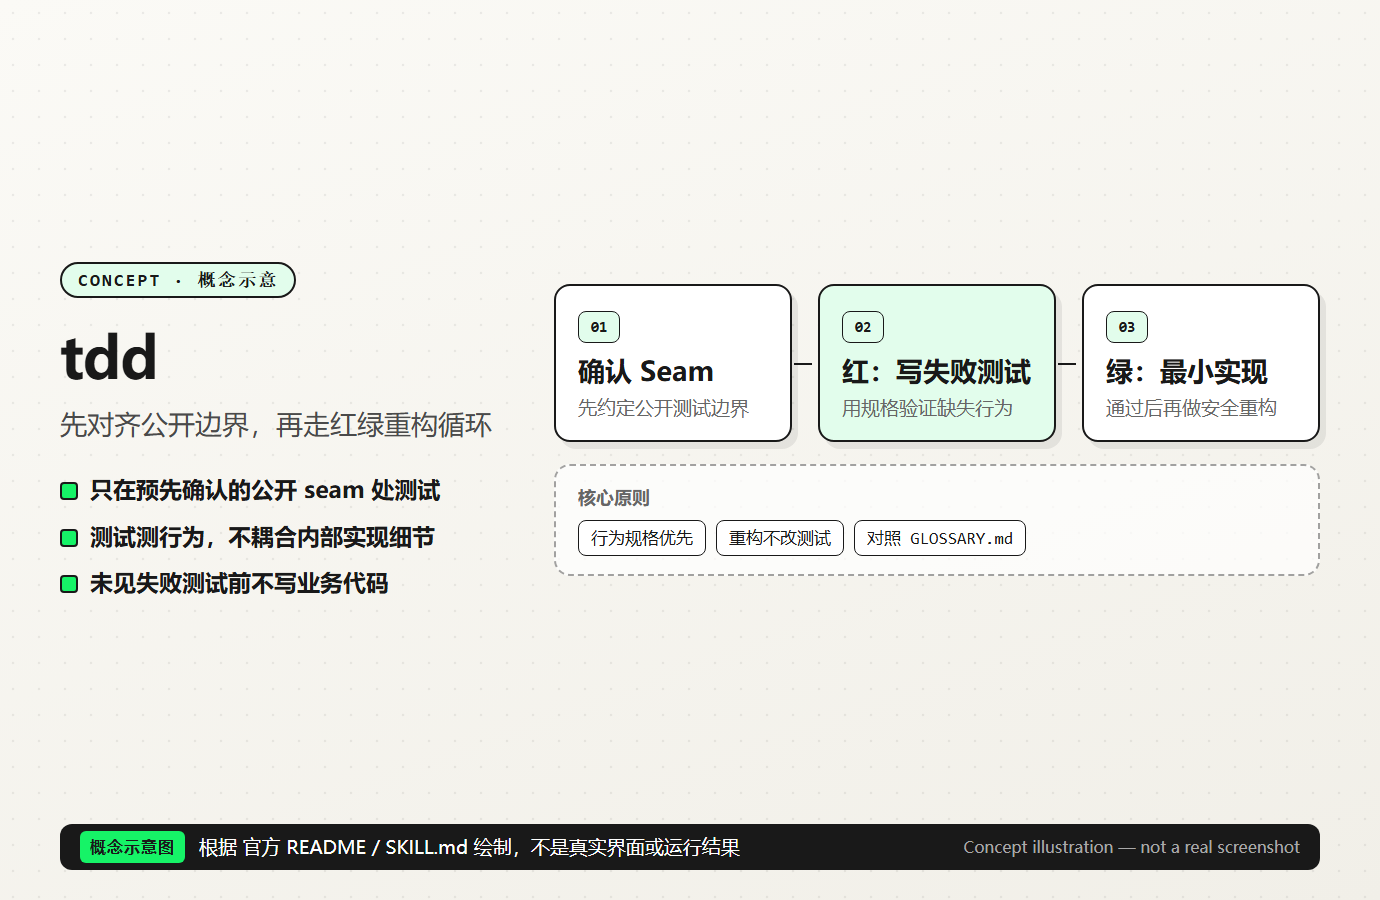 CONCEPT · 概念示意
tdd
先对齐公开边界，再走红绿重构循环
只在预先确认的公开 seam 处测试
测试测行为，不耦合内部实现细节
未见失败测试前不写业务代码
01
确认 Seam
先约定公开测试边界
02
红：写失败测试
用规格验证缺失行为
03
绿：最小实现
通过后再做安全重构
核心原则
行为规格优先
重构不改测试
对照 GLOSSARY.md
概念示意图
根据 官方 README / SKILL.md 绘制，不是真实界面或运行结果
Concept illustration — not a real screenshot